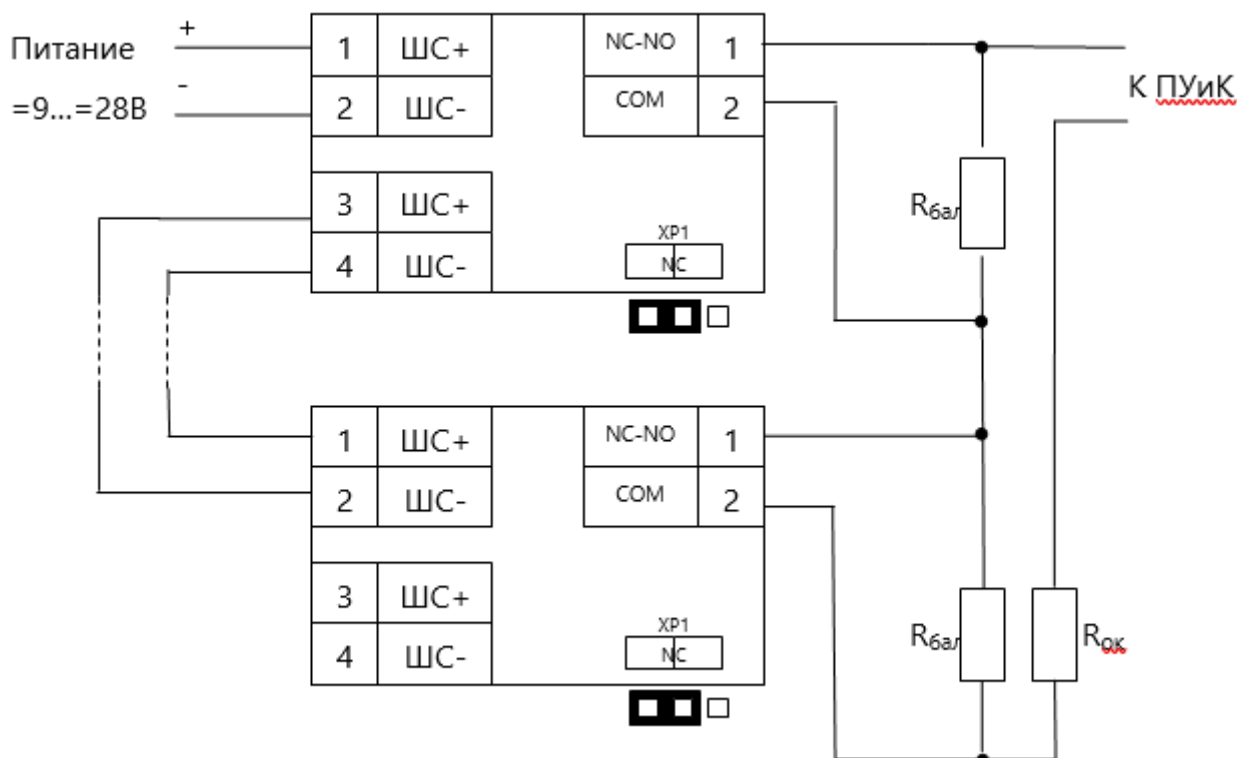 Питание
+
-
=9...=28В
1 ШС+
2 ШС-
3 ШС+
4 ШС-
NC-NO 1
COM 2
XP1
NC
К ПУиК
Rбал
1 ШС+
2 ШС-
3 ШС+
4 ШС-
NC-NO 1
COM 2
XP1
NC
Rбал
Rок